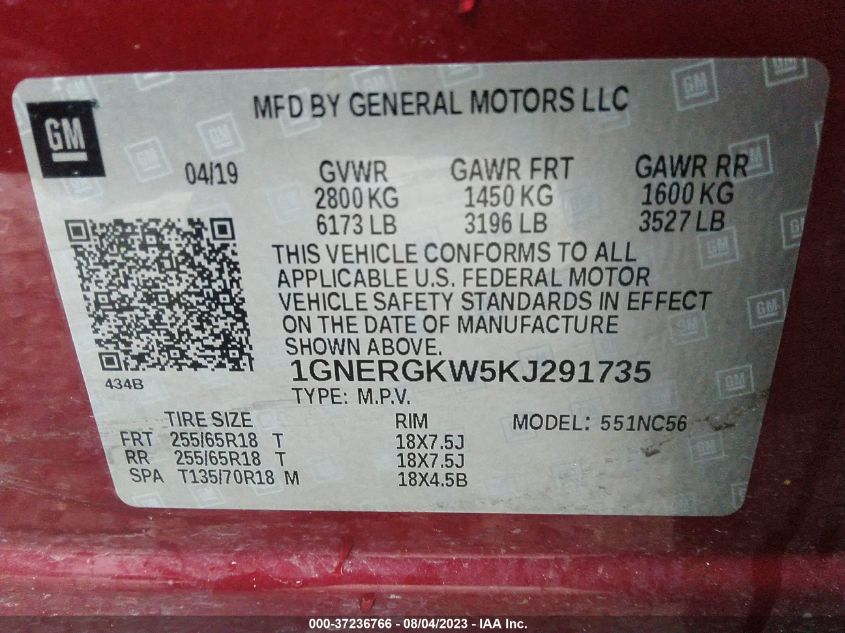 GM
MFD BY GENERAL MOTORS LLC
04/19 GVWR GAWR FRT GAWR RR
2800 KG 1450 KG 1600 KG
6173 LB 3196 LB 3527 LB
THIS VEHICLE CONFORMS TO ALL
APPLICABLE U.S. FEDERAL MOTOR
VEHICLE SAFETY STANDARDS IN EFFECT
ON THE DATE OF MANUFACTURE
SHOWN ABOVE.
434B
1GNERGKW5KJ291735
TYPE: M.P.V.
TIRE SIZE RIM MODEL: 551NC56
FRT 255/65R18 T 18X7.5J
RR 255/65R18 T 18X7.5J
SPA T135/70R18 M 18X4.5B
000-37236766 - 08/04/2023 - IAA Inc.